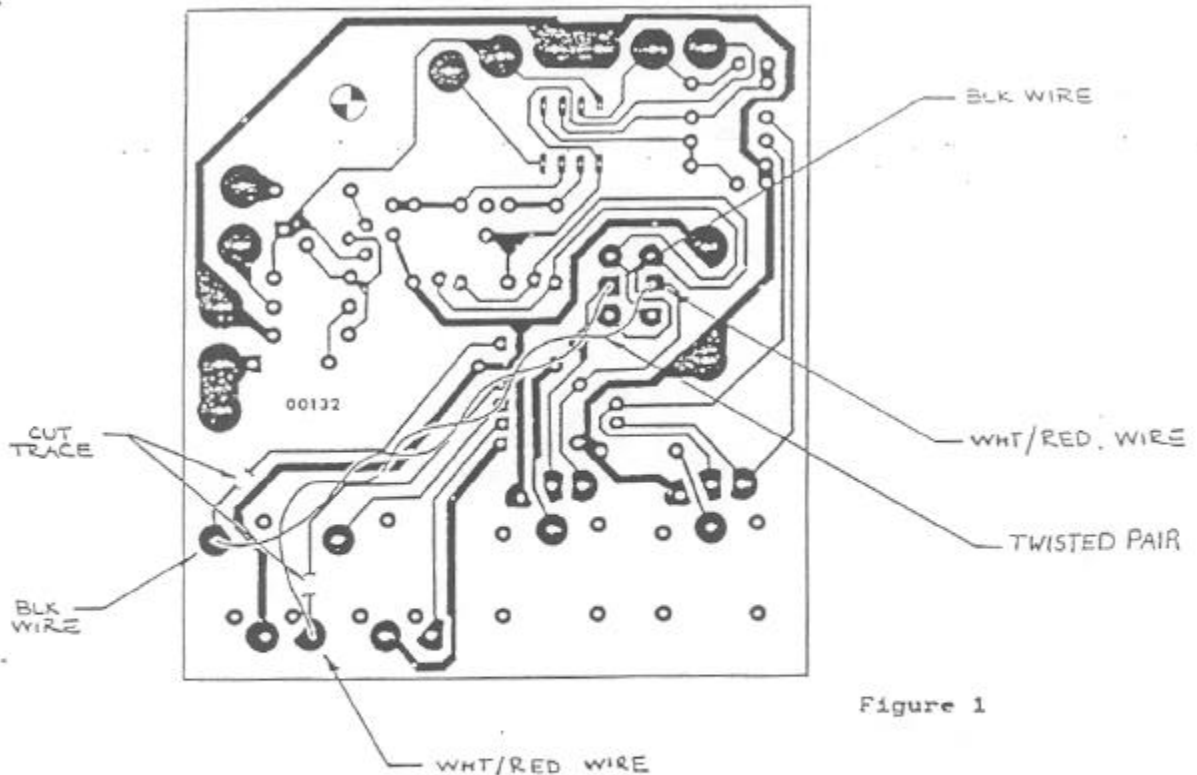 BLK WIRE
00132
CUT
TRACE
WHT/RED. WIRE
TWISTED PAIR
BLK
WIRE
Figure 1
WHT/RED WIRE